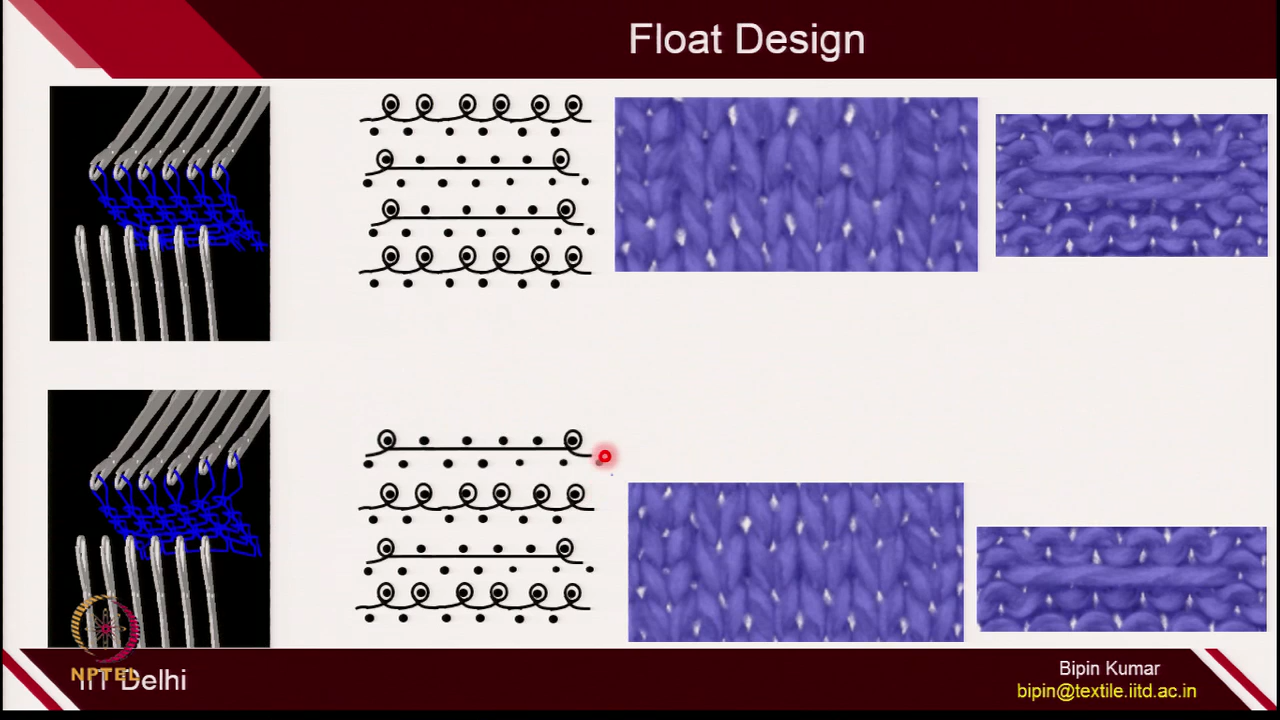 Float Design
NPTEL
IIT Delhi
Bipin Kumar
bipin@textile.iitd.ac.in